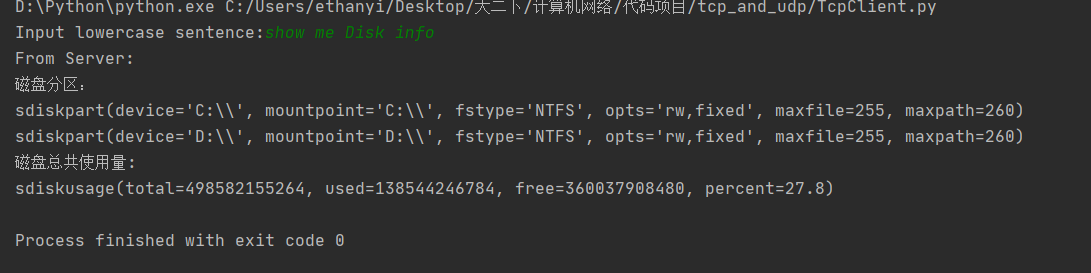 D:\Python\python.exe C:/Users/ethanyi/Desktop/大二下/计算机网络/代码项目/tcp_and_udp/TcpClient.py
Input lowercase sentence:show me Disk info
From Server:
磁盘分区:
sdiskpart(device='C:\\', mountpoint='C:\\', fstype='NTFS', opts='rw,fixed', maxfile=255, maxpath=260)
sdiskpart(device='D:\\', mountpoint='D:\\', fstype='NTFS', opts='rw,fixed', maxfile=255, maxpath=260)
磁盘总共使用量:
sdiskusage(total=498582155264, used=138544246784, free=360037908480, percent=27.8)
Process finished with exit code 0